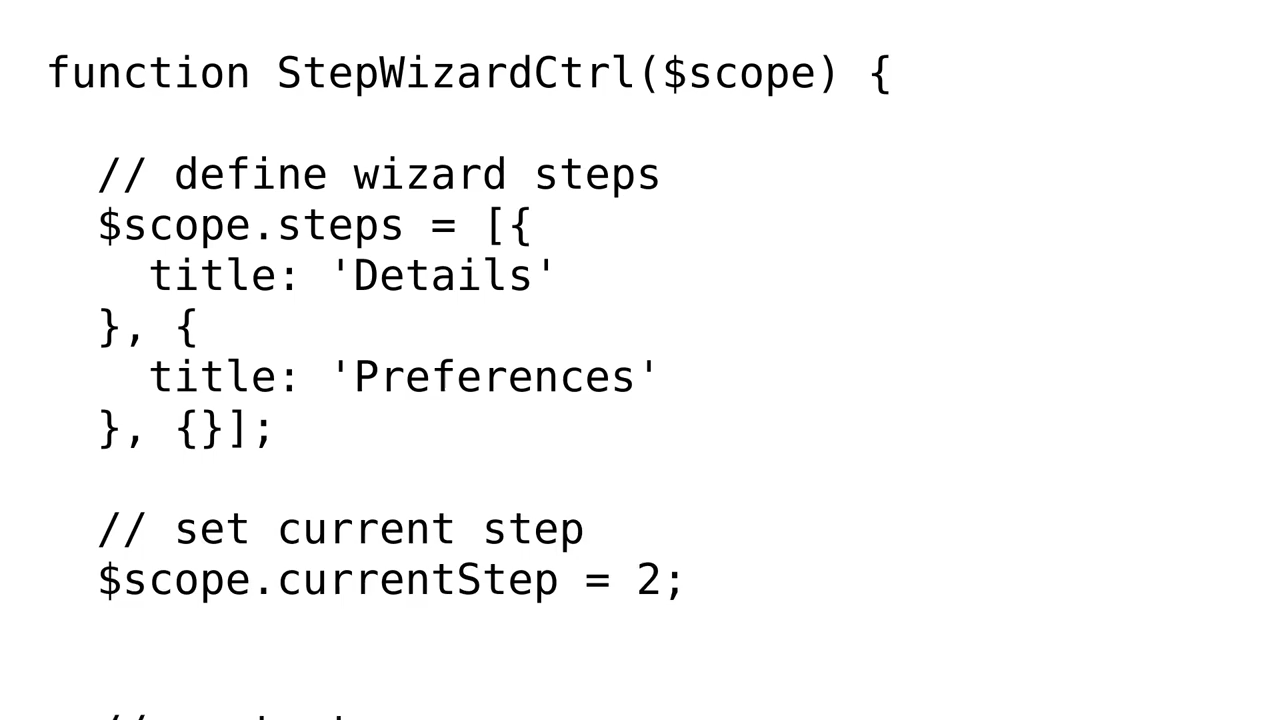 function StepWizardCtrl($scope) {
// define wizard steps
$scope.steps = [{
title: 'Details'
}, {
title: 'Preferences'
}, {}];
// set current step
$scope.currentStep = 2;
//